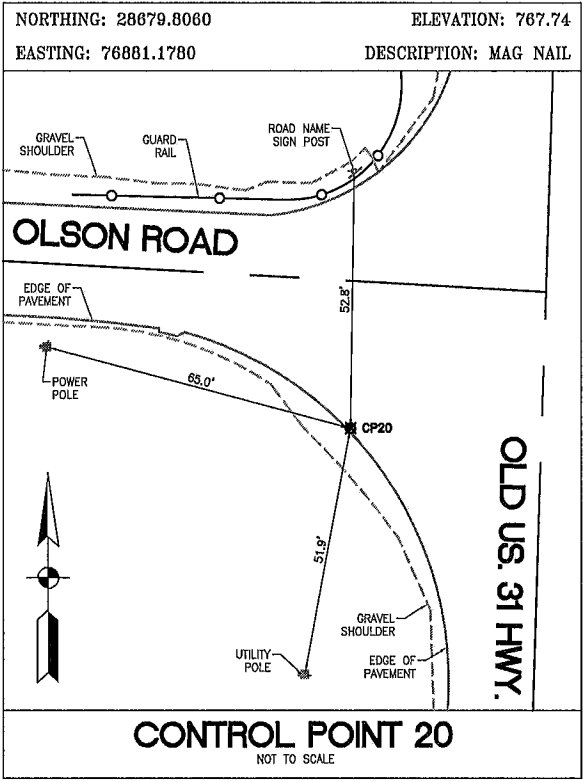 NORTHING: 28679.8060
ELEVATION: 767.74
EASTING: 76881.1780
DESCRIPTION: MAG NAIL
GRAVEL
SHOULDER
GUARD
RAIL
ROAD NAME
SIGN POST
OLSON ROAD
52.8'
EDGE OF
PAVEMENT
POWER
POLE
65.0'
CP20
OLD US. 31 HWY.
51.9'
GRAVEL
SHOULDER
UTILITY
POLE
EDGE OF
PAVEMENT
CONTROL POINT 20
NOT TO SCALE